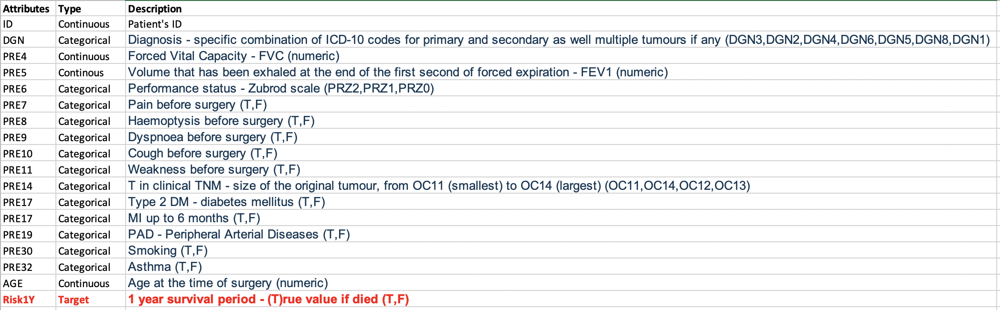 Attributes Type Description
ID Continuous Patient's ID
DGN Categorical Diagnosis - specific combination of ICD-10 codes for primary and secondary as well multiple tumours if any (DGN3,DGN2,DGN4,DGN6,DGN5,DGN8,DGN1)
PRE4 Continuous Forced Vital Capacity - FVC (numeric)
PRE5 Continous Volume that has been exhaled at the end of the first second of forced expiration - FEV1 (numeric)
PRE6 Categorical Performance status - Zubrod scale (PRZ2,PRZ1,PRZ0)
PRE7 Categorical Pain before surgery (T,F)
PRE8 Categorical Haemoptysis before surgery (T,F)
PRE9 Categorical Dyspnoea before surgery (T,F)
PRE10 Categorical Cough before surgery (T,F)
PRE11 Categorical Weakness before surgery (T,F)
PRE14 Categorical T in clinical TNM - size of the original tumour, from OC11 (smallest) to OC14 (largest) (OC11,OC14,OC12,OC13)
PRE17 Categorical Type 2 DM - diabetes mellitus (T,F)
PRE17 Categorical MI up to 6 months (T,F)
PRE19 Categorical PAD - Peripheral Arterial Diseases (T,F)
PRE30 Categorical Smoking (T,F)
PRE32 Categorical Asthma (T,F)
AGE Continuous Age at the time of surgery (numeric)
Risk1Y Target 1 year survival period - (T)rue value if died (T,F)